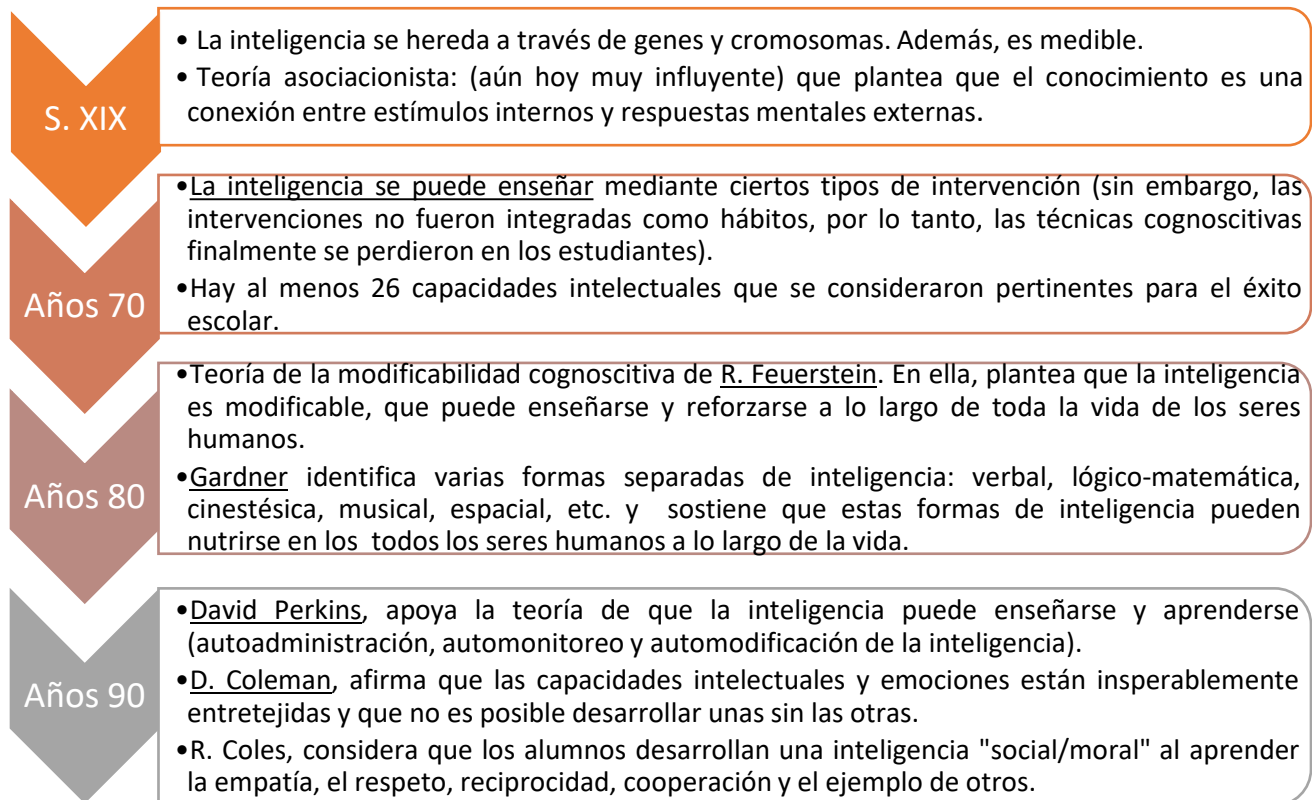 S. XIX
• La inteligencia se hereda a través de genes y cromosomas. Además, es medible.
• Teoría asociacionista: (aún hoy muy influyente) que plantea que el conocimiento es una
conexión entre estímulos internos y respuestas mentales externas.
Años 70
•La inteligencia se puede enseñar mediante ciertos tipos de intervención (sin embargo, las
intervenciones no fueron integradas como hábitos, por lo tanto, las técnicas cognoscitivas
finalmente se perdieron en los estudiantes).
•Hay al menos 26 capacidades intelectuales que se consideraron pertinentes para el éxito
escolar.
Años 80
•Teoría de la modificabilidad cognoscitiva de R. Feuerstein. En ella, plantea que la inteligencia
es modificable, que puede enseñarse y reforzarse a lo largo de toda la vida de los seres
humanos.
•Gardner identifica varias formas separadas de inteligencia: verbal, lógico-matemática,
cinestésica, musical, espacial, etc. y sostiene que estas formas de inteligencia pueden
nutrirse en los todos los seres humanos a lo largo de la vida.
Años 90
•David Perkins, apoya la teoría de que la inteligencia puede enseñarse y aprenderse
(autoadministración, automonitoreo y automodificación de la inteligencia).
•D. Coleman, afirma que las capacidades intelectuales y emociones están insperablemente
entretejidas y que no es posible desarrollar unas sin las otras.
•R. Coles, considera que los alumnos desarrollan una inteligencia "social/moral" al aprender
la empatía, el respeto, reciprocidad, cooperación y el ejemplo de otros.